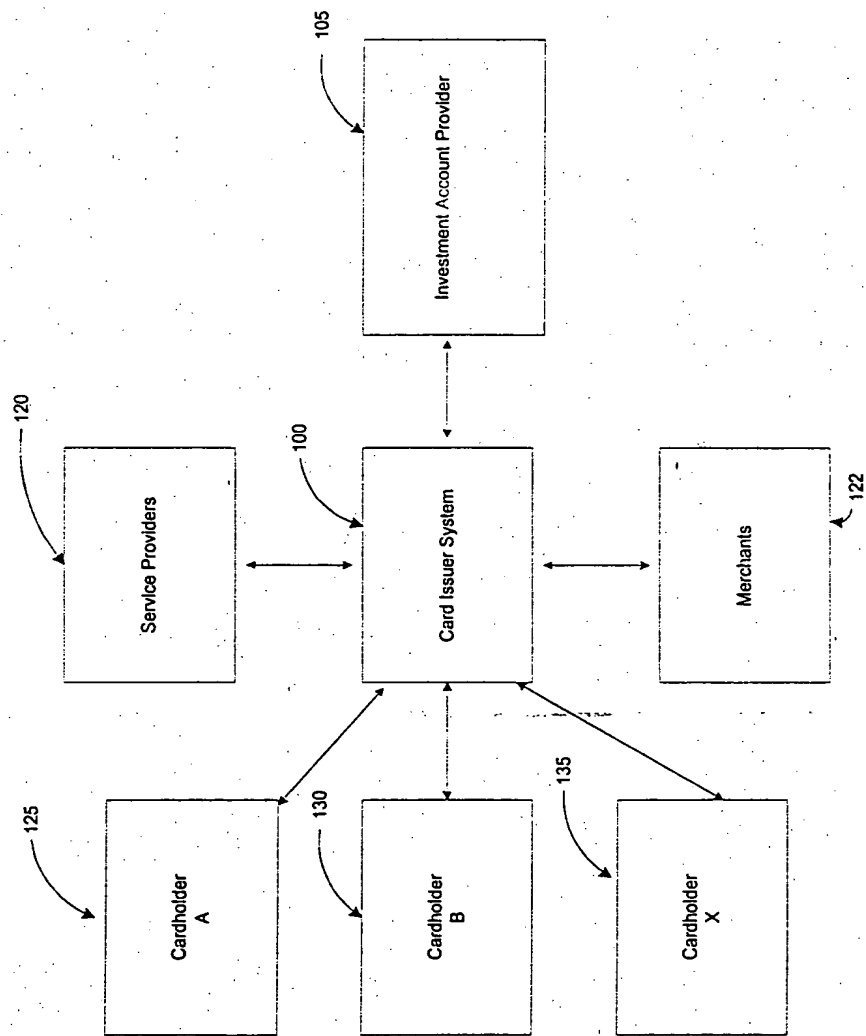 105
Investment Account Provider
120
Service Providers
100
Card Issuer System
Merchants
122
125
Cardholder
A
130
Cardholder
B
135
Cardholder
X